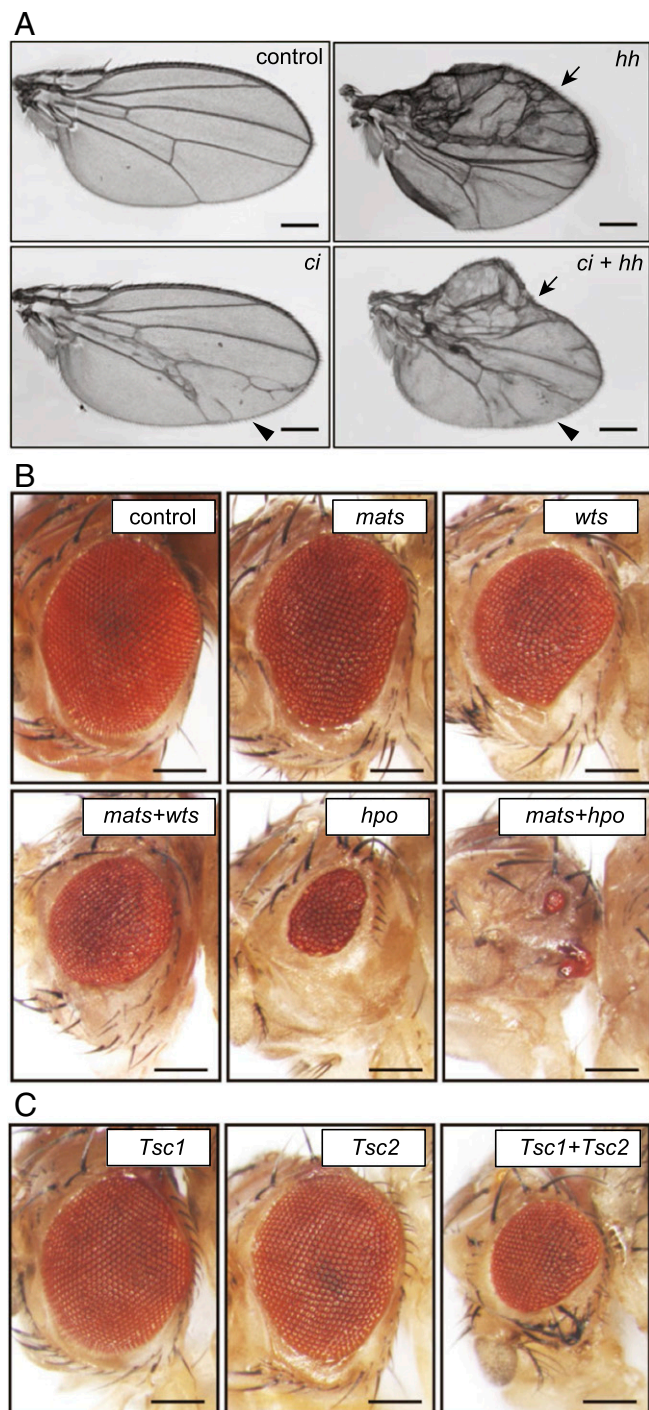 A
control
hh
ci
ci + hh
B
control
mats
wts
mats+wts
hpo
mats+hpo
C
Tsc1
Tsc2
Tsc1+Tsc2